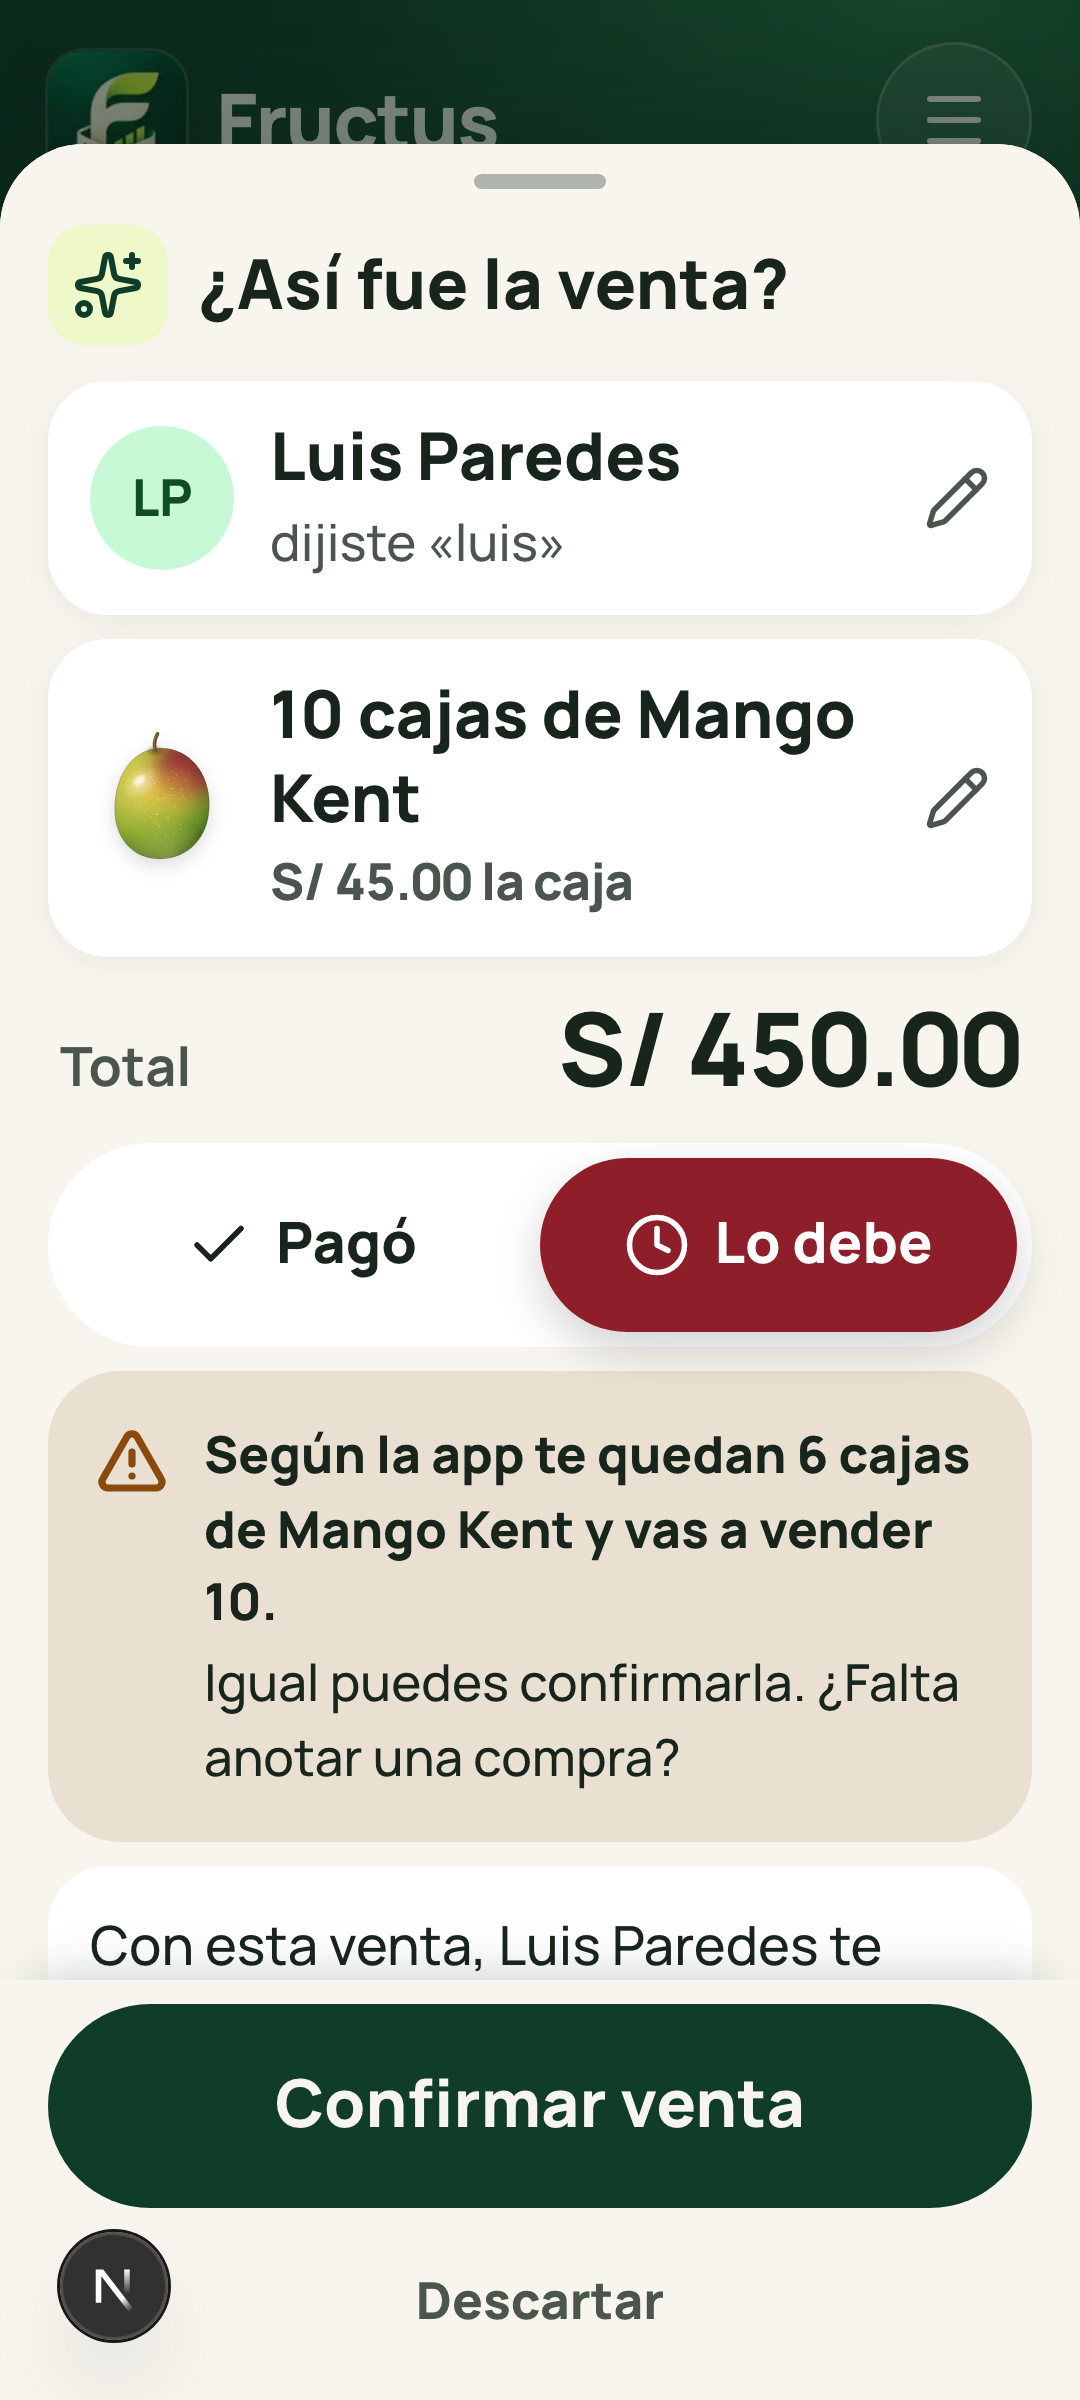 Fructus
¿Así fue la venta?
LP
Luis Paredes
dijiste «luis»
10 cajas de Mango
Kent
S/ 45.00 la caja
Total
S/ 450.00
Pagó
Lo debe
Según la app te quedan 6 cajas
de Mango Kent y vas a vender
10.
Igual puedes confirmarla. ¿Falta
anotar una compra?
Con esta venta, Luis Paredes te
Confirmar venta
N
Descartar